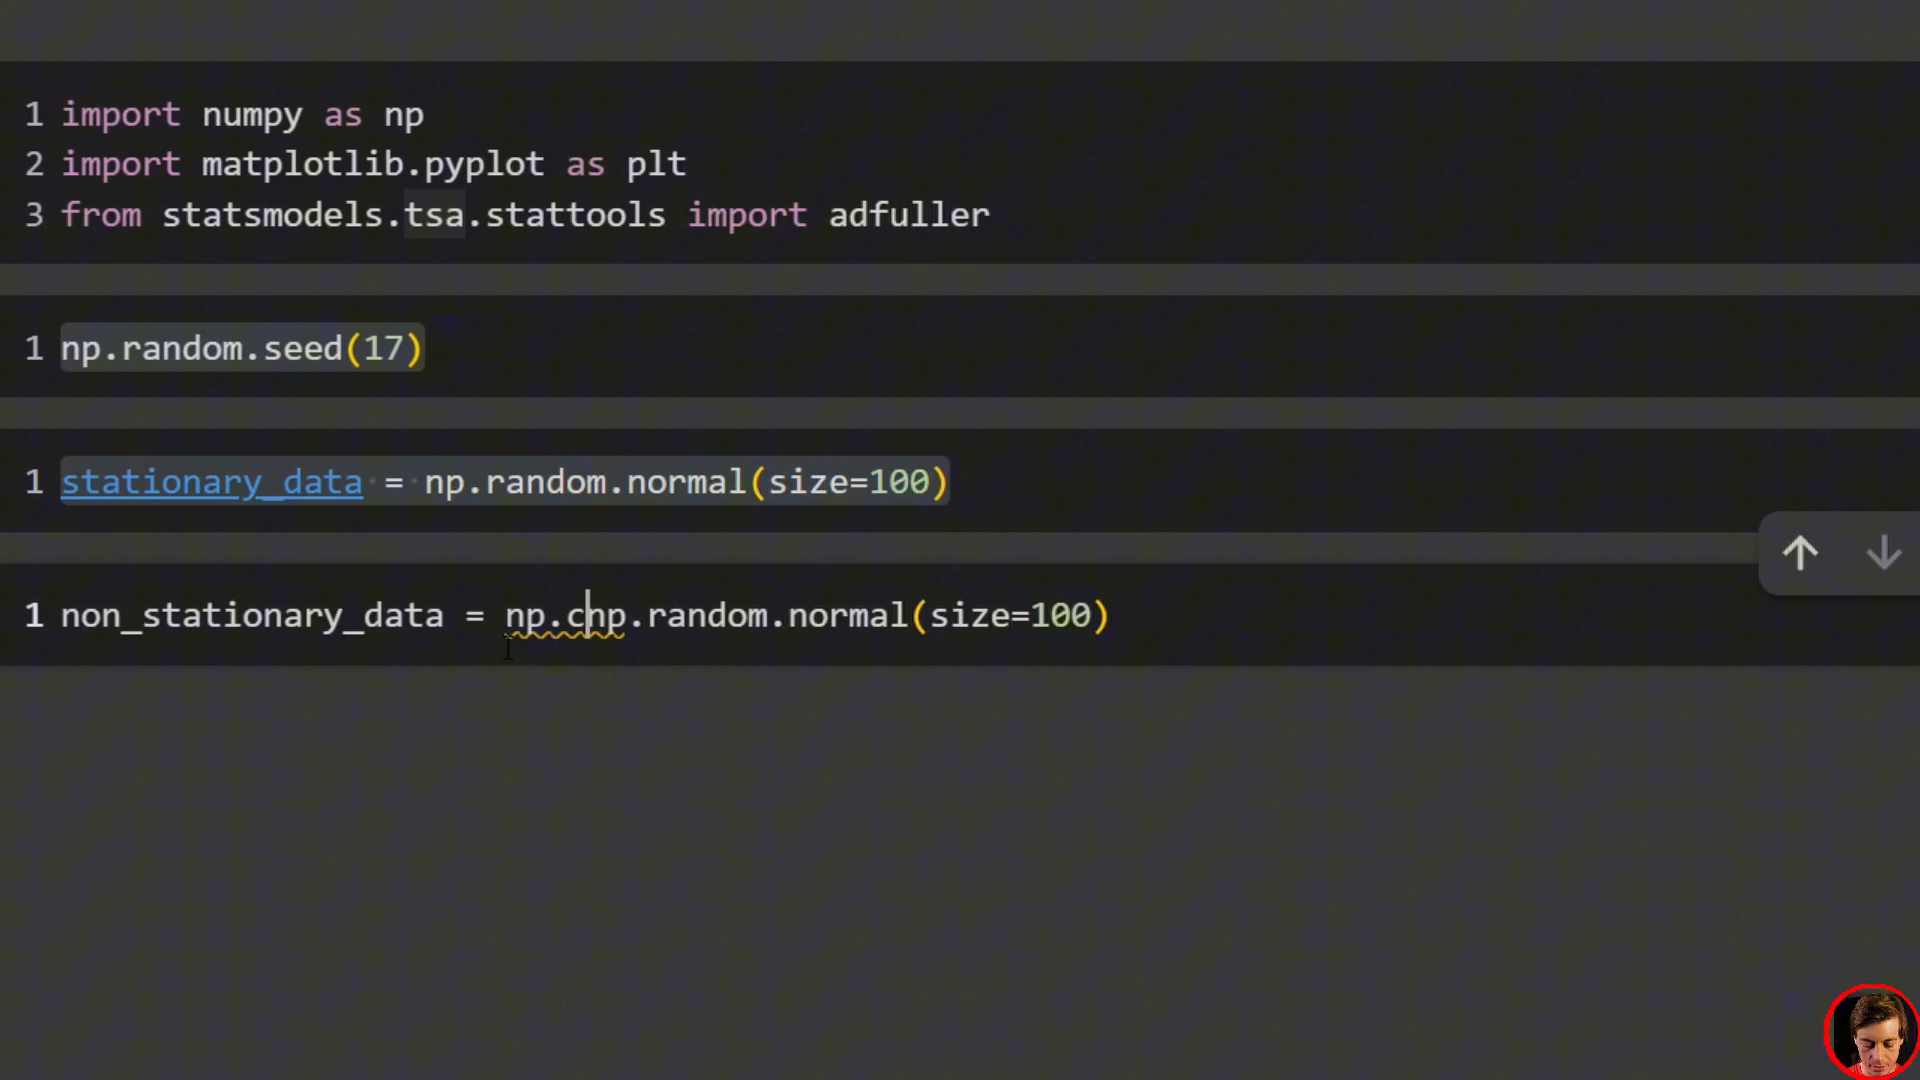 1 import numpy as np
2 import matplotlib.pyplot as plt
3 from statsmodels.tsa.stattools import adfuller
1 np.random.seed(17)
1 stationary_data = np.random.normal(size=100)
1 non_stationary_data = np.cnp.random.normal(size=100)